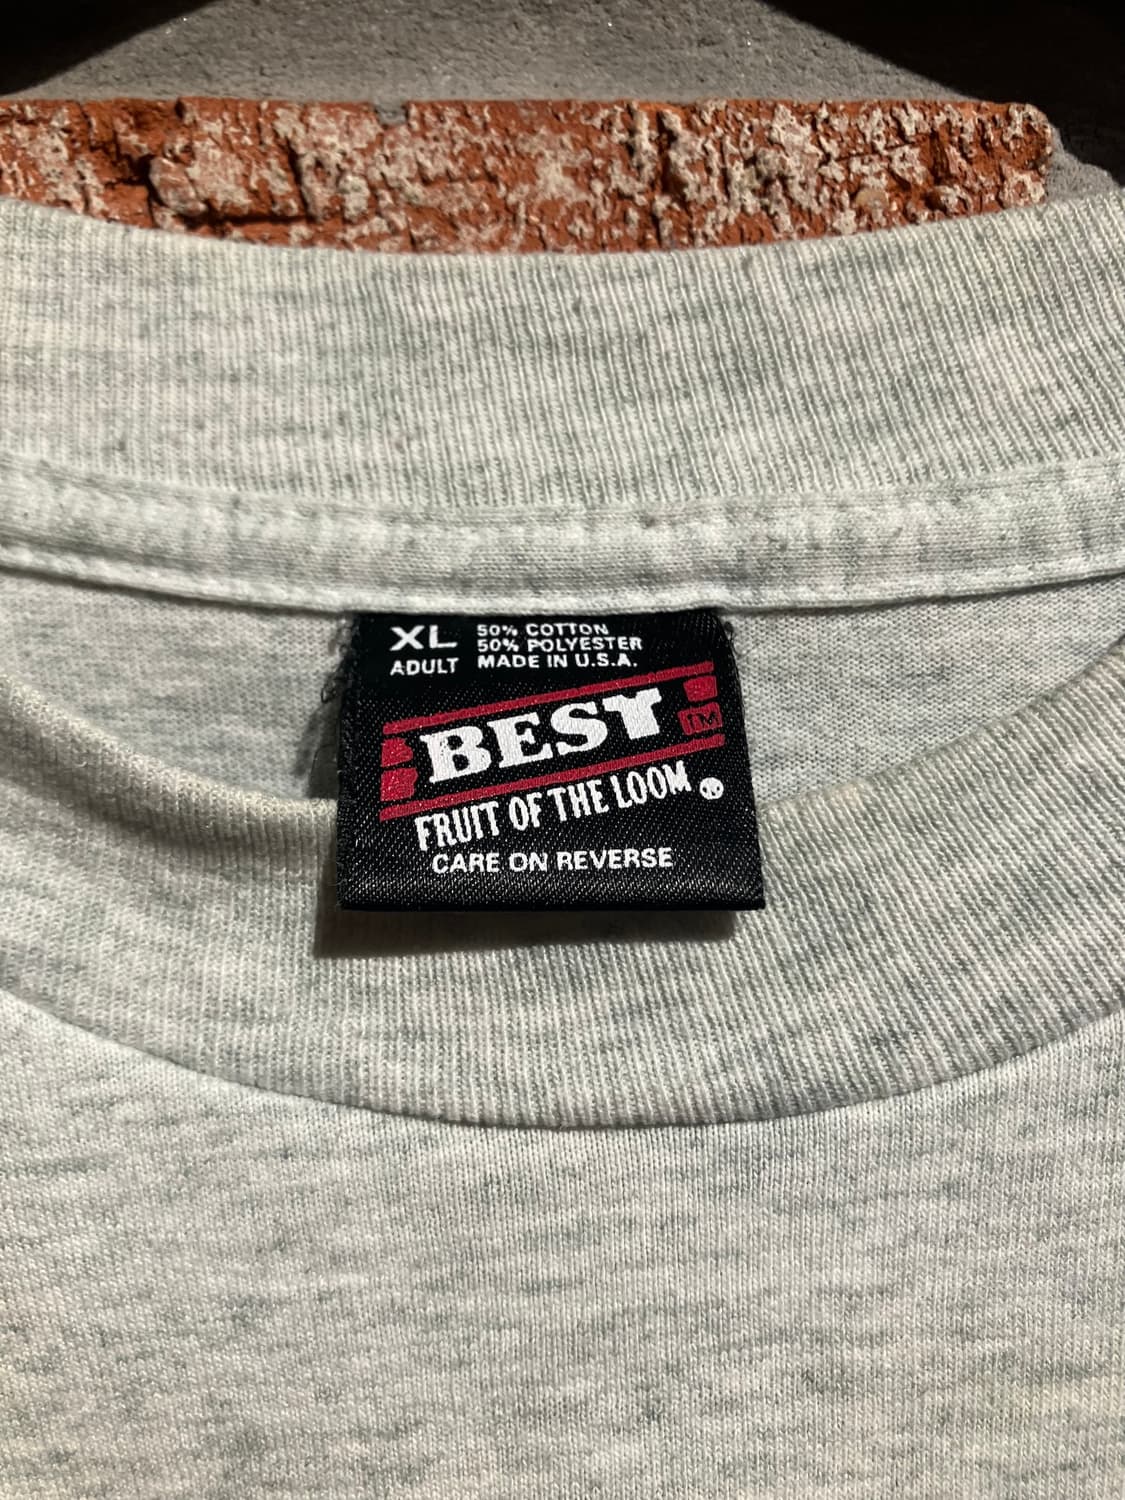 XL 50% COTTON
50% POLYESTER
ADULT MADE IN U.S.A.
BEST TM
FRUIT OF THE LOOM ®
CARE ON REVERSE